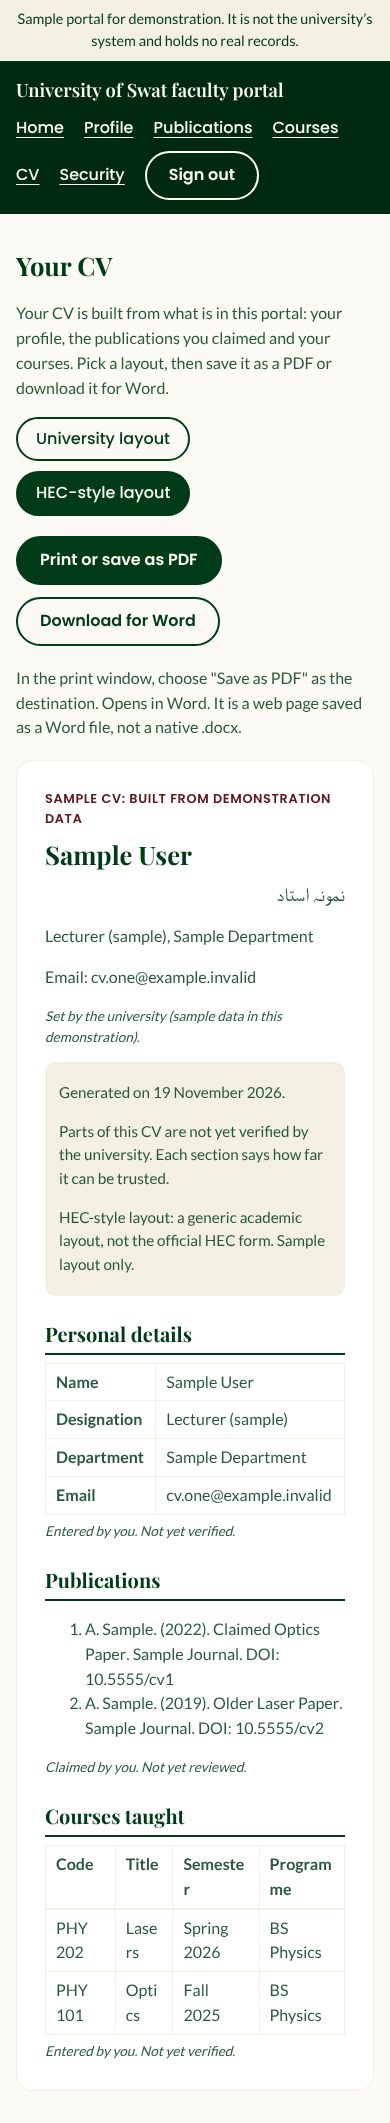 Sample portal for demonstration. It is not the university’s
system and holds no real records.
University of Swat faculty portal
Home Profile Publications Courses
CV Security Sign out
Your CV
Your CV is built from what is in this portal: your
profile, the publications you claimed and your
courses. Pick a layout, then save it as a PDF or
download it for Word.
University layout
HEC-style layout
Print or save as PDF
Download for Word
In the print window, choose "Save as PDF" as the
destination. Opens in Word. It is a web page saved
as a Word file, not a native .docx.
SAMPLE CV: BUILT FROM DEMONSTRATION
DATA
Sample User
نمونہ استاد
Lecturer (sample), Sample Department
Email: cv.one@example.invalid
Set by the university (sample data in this
demonstration).
Generated on 19 November 2026.
Parts of this CV are not yet verified by
the university. Each section says how far
it can be trusted.
HEC-style layout: a generic academic
layout, not the official HEC form. Sample
layout only.
Personal details
Name Sample User
Designation Lecturer (sample)
Department Sample Department
Email cv.one@example.invalid
Entered by you. Not yet verified.
Publications
1. A. Sample. (2022). Claimed Optics
Paper. Sample Journal. DOI:
10.5555/cv1
2. A. Sample. (2019). Older Laser Paper.
Sample Journal. DOI: 10.5555/cv2
Claimed by you. Not yet reviewed.
Courses taught
Code Title Semeste Program
r me
PHY Lase Spring BS
202 rs 2026 Physics
PHY Opti Fall BS
101 cs 2025 Physics
Entered by you. Not yet verified.